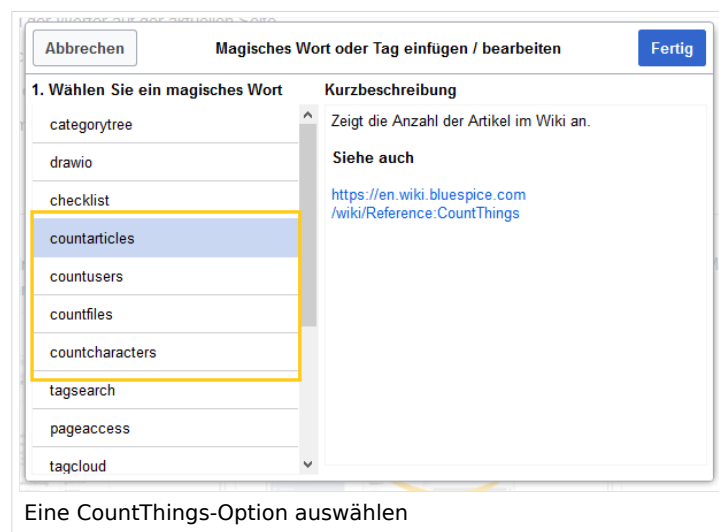 Abbrechen Magisches Wort oder Tag einfügen / bearbeiten Fertig
1. Wählen Sie ein magisches Wort
categorytree
drawio
checklist
countarticles
countusers
countfiles
countcharacters
tagsearch
pageaccess
tagcloud
Kurzbeschreibung
Zeigt die Anzahl der Artikel im Wiki an.
Siehe auch
https://en.wiki.bluespice.com
/wiki/Reference:CountThings
Eine CountThings-Option auswählen